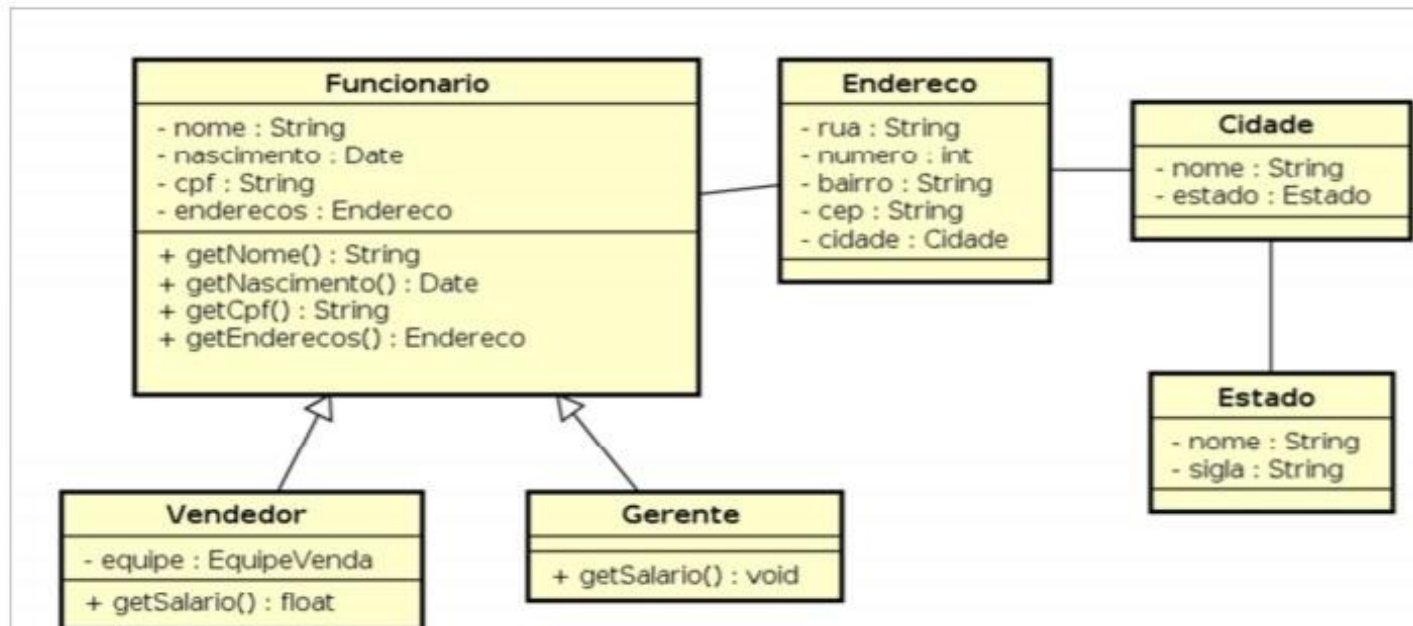 Funcionario
- nome : String
- nascimento : Date
- cpf : String
- enderecos : Endereco
+ getNome() : String
+ getNascimento() : Date
+ getCpf() : String
+ getEnderecos() : Endereco
Endereco
- rua : String
- numero : int
- bairro : String
- cep : String
- cidade : Cidade
Cidade
- nome : String
- estado : Estado
Estado
- nome : String
- sigla : String
Vendedor
- equipe : EquipeVenda
+ getSalario() : float
Gerente
+ getSalario() : void